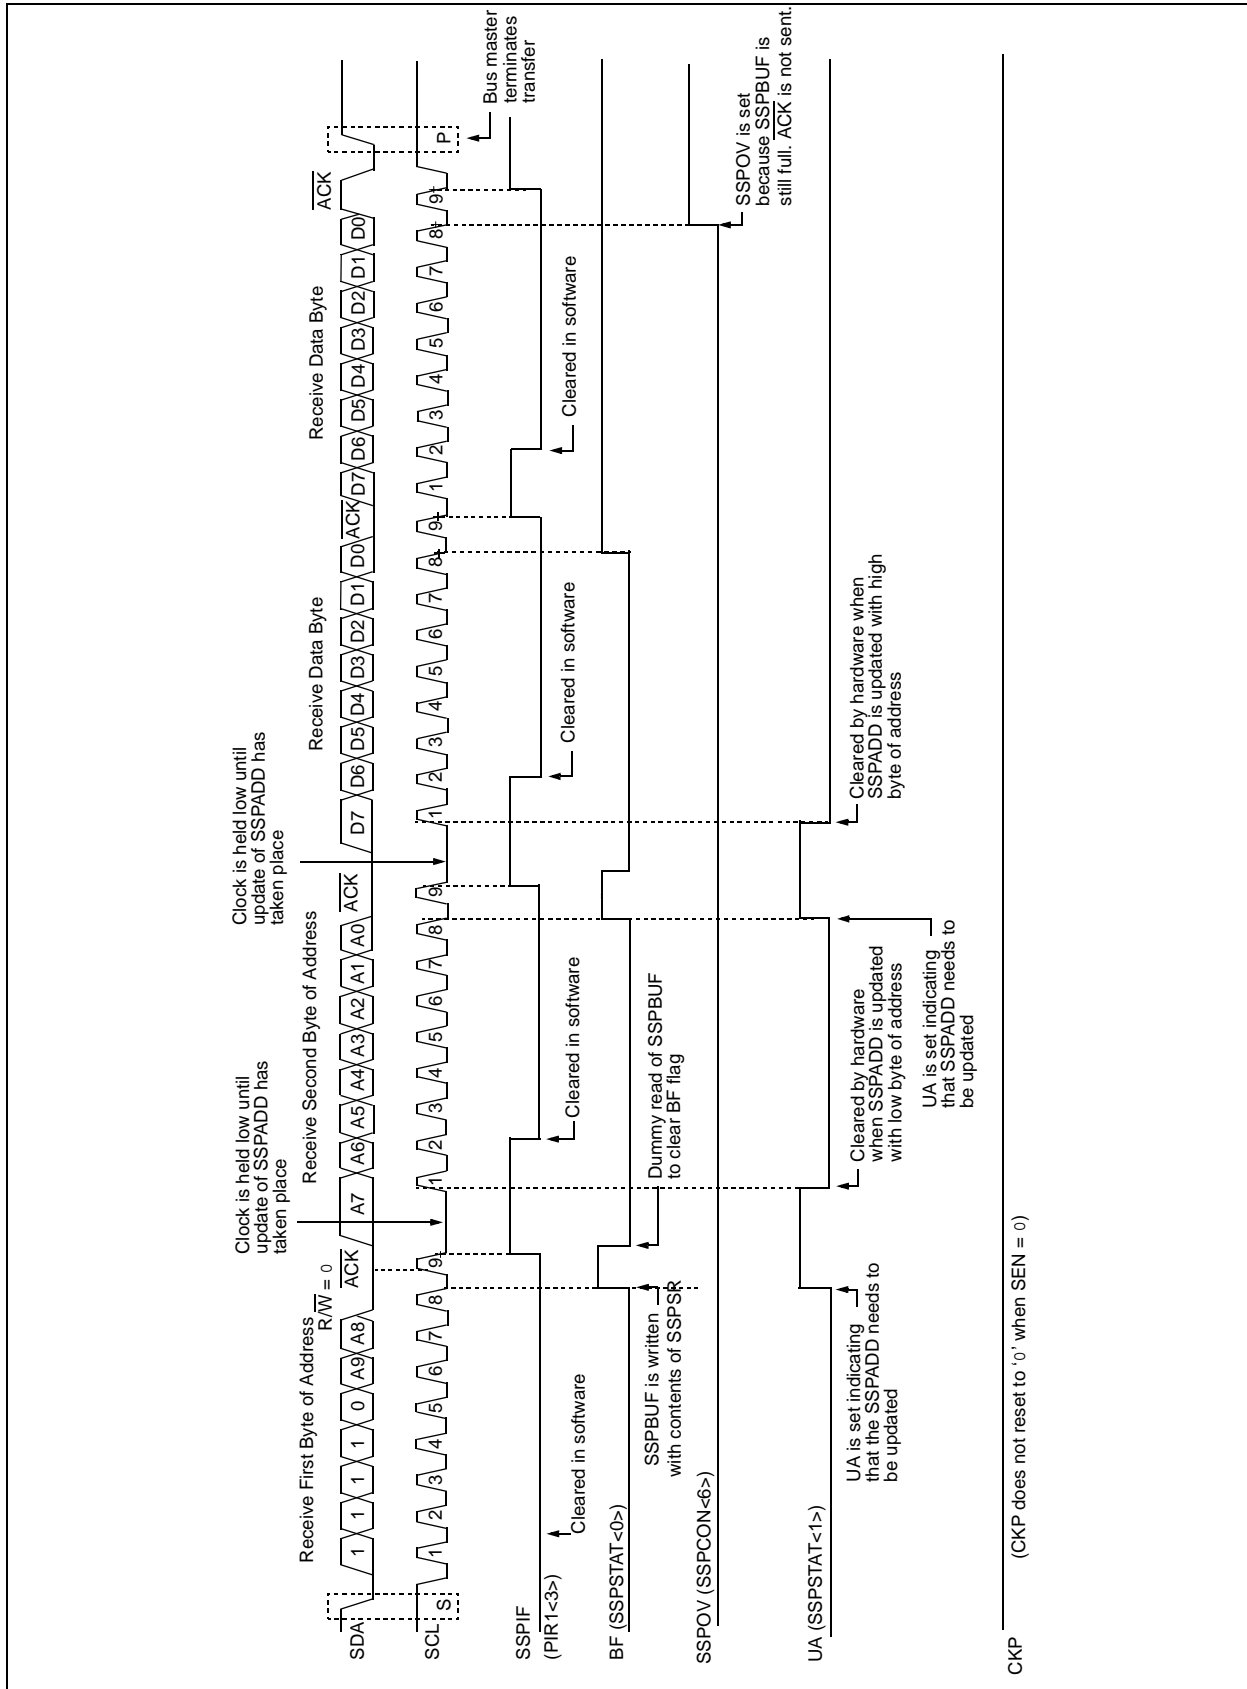 Receive First Byte of Address
R/W = 0
ACK
Clock is held low until
update of SSPADD has
taken place
Receive Second Byte of Address
ACK
Clock is held low until
update of SSPADD has
taken place
Receive Data Byte
ACK
Receive Data Byte
ACK
SDA
1 1 1 1 0 A9 A8
A7 A6 A5 A4 A3 A2 A1 A0
D7 D6 D5 D4 D3 D2 D1 D0
D7 D6 D5 D4 D3 D2 D1 D0
SCL
S
1 2 3 4 5 6 7 8 9
1 2 3 4 5 6 7 8 9
1 2 3 4 5 6 7 8 9
1 2 3 4 5 6 7 8 9
P
Bus master
terminates
transfer
SSPIF
(PIR1<3>)
Cleared in software
Cleared in software
Cleared in software
Cleared in software
BF (SSPSTAT<0>)
SSPBUF is written
with contents of SSPSR
Dummy read of SSPBUF
to clear BF flag
SSPOV (SSPCON<6>)
SSPOV is set
because SSPBUF is
still full. ACK is not sent.
UA (SSPSTAT<1>)
UA is set indicating
that the SSPADD needs to
be updated
Cleared by hardware
when SSPADD is updated
with low byte of address
UA is set indicating
that SSPADD needs to
be updated
Cleared by hardware when
SSPADD is updated with high
byte of address
CKP
(CKP does not reset to ‘0’ when SEN = 0)